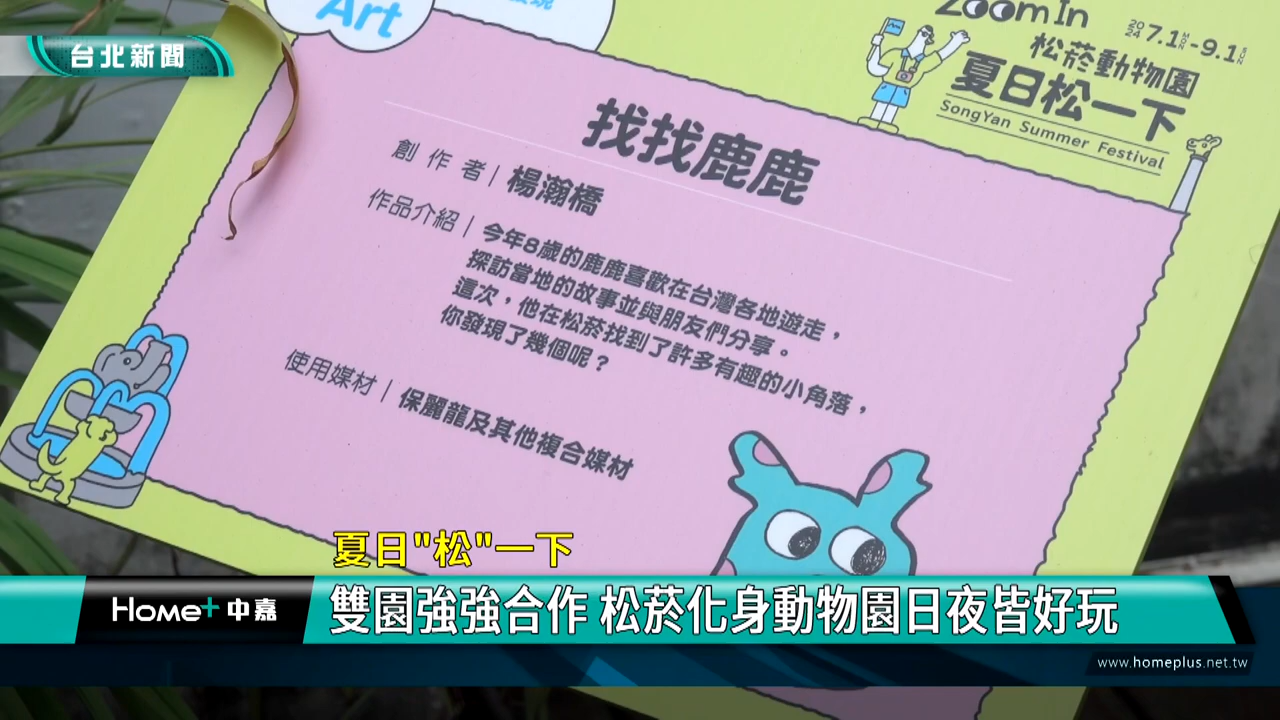 台北新聞
Art
Zoom In
2024 7.1 MON - 9.1 SUN
松菸動物園
夏日松一下
SongYan Summer Festival
找找鹿鹿
創作者| 楊瀚橋
作品介紹| 今年8歲的鹿鹿喜歡在台灣各地遊走，
探訪當地的故事並與朋友們分享。
這次，他在松菸找到了許多有趣的小角落，
你發現了幾個呢？
使用媒材| 保麗龍及其他複合媒材
夏日"松"一下
Home+ 中嘉
雙園強強合作 松菸化身動物園日夜皆好玩
www.homeplus.net.tw